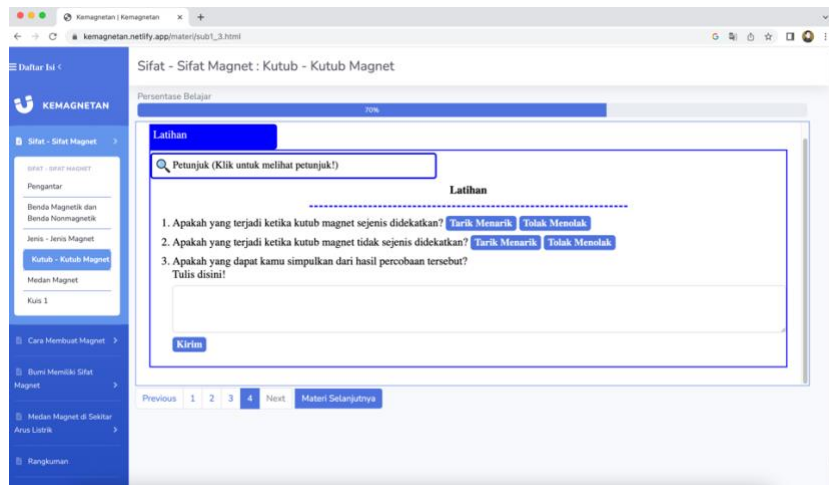 Kemagnetan | Kemagnetan
kemagnetan.netlify.app/materi/sub1_3.html
Daftar Isi <
KEMAGNETAN
Sifat - Sifat Magnet
SIFAT - SIFAT MAGNET
Pengantar
Benda Magnetik dan
Benda Nonmagnetik
Jenis - Jenis Magnet
Kutub - Kutub Magnet
Medan Magnet
Kuis 1
Cara Membuat Magnet
Bumi Memiliki Sifat
Magnet
Medan Magnet di Sekitar
Arus Listrik
Rangkuman
Sifat - Sifat Magnet : Kutub - Kutub Magnet
Persentase Belajar
70%
Latihan
Petunjuk (Klik untuk melihat petunjuk!)
Latihan
1. Apakah yang terjadi ketika kutub magnet sejenis didekatkan? Tarik Menarik Tolak Menolak
2. Apakah yang terjadi ketika kutub magnet tidak sejenis didekatkan? Tarik Menarik Tolak Menolak
3. Apakah yang dapat kamu simpulkan dari hasil percobaan tersebut?
Tulis disini!
Kirim
Previous 1 2 3 4 Next Materi Selanjutnya